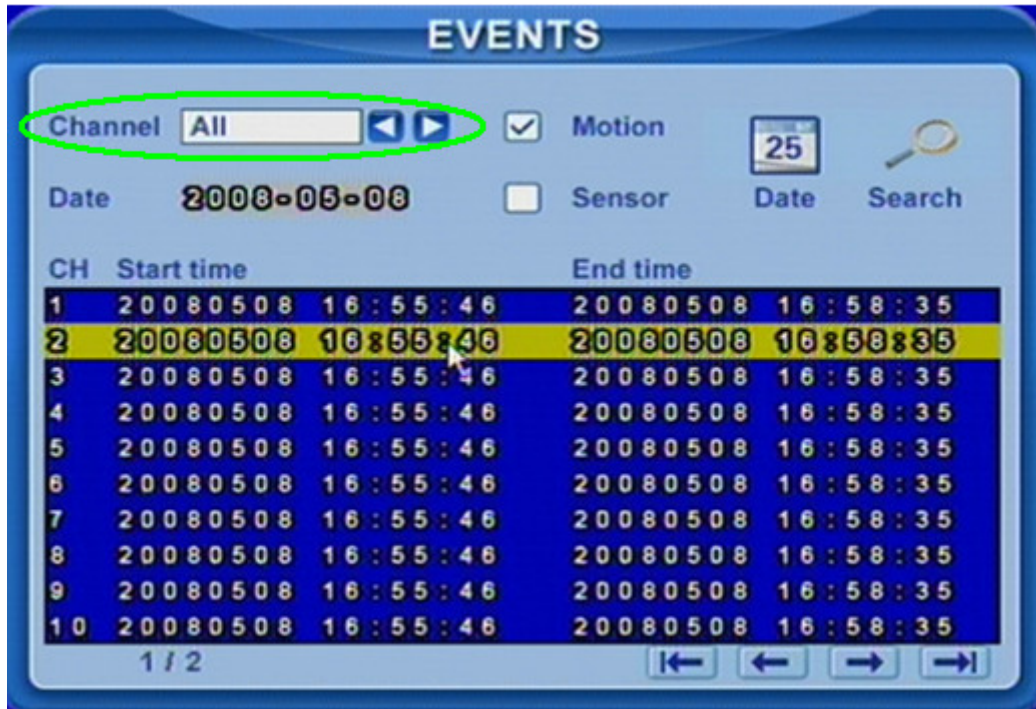 EVENTS
Channel All Motion
25
Date 2008-05-08 Sensor Date Search
CH Start time End time
1 20080508 16:55:46 20080508 16:58:35
2 20080508 16:55:46 20080508 16:58:35
3 20080508 16:55:46 20080508 16:58:35
4 20080508 16:55:46 20080508 16:58:35
5 20080508 16:55:46 20080508 16:58:35
6 20080508 16:55:46 20080508 16:58:35
7 20080508 16:55:46 20080508 16:58:35
8 20080508 16:55:46 20080508 16:58:35
9 20080508 16:55:46 20080508 16:58:35
10 20080508 16:55:46 20080508 16:58:35
1 / 2